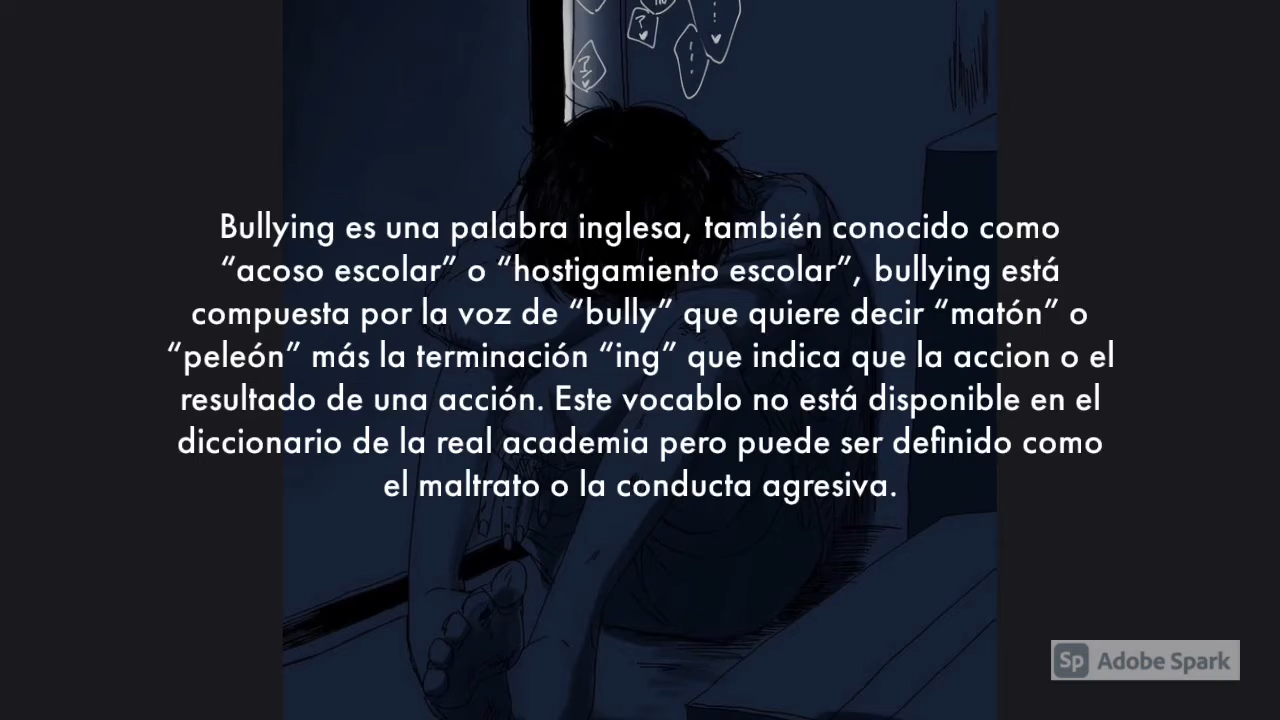 Bullying es una palabra inglesa, también conocido como
“acoso escolar” o “hostigamiento escolar”, bullying está
compuesta por la voz de “bully” que quiere decir “matón” o
“peleón” más la terminación “ing” que indica que la accion o el
resultado de una acción. Este vocablo no está disponible en el
diccionario de la real academia pero puede ser definido como
el maltrato o la conducta agresiva.
Sp Adobe Spark